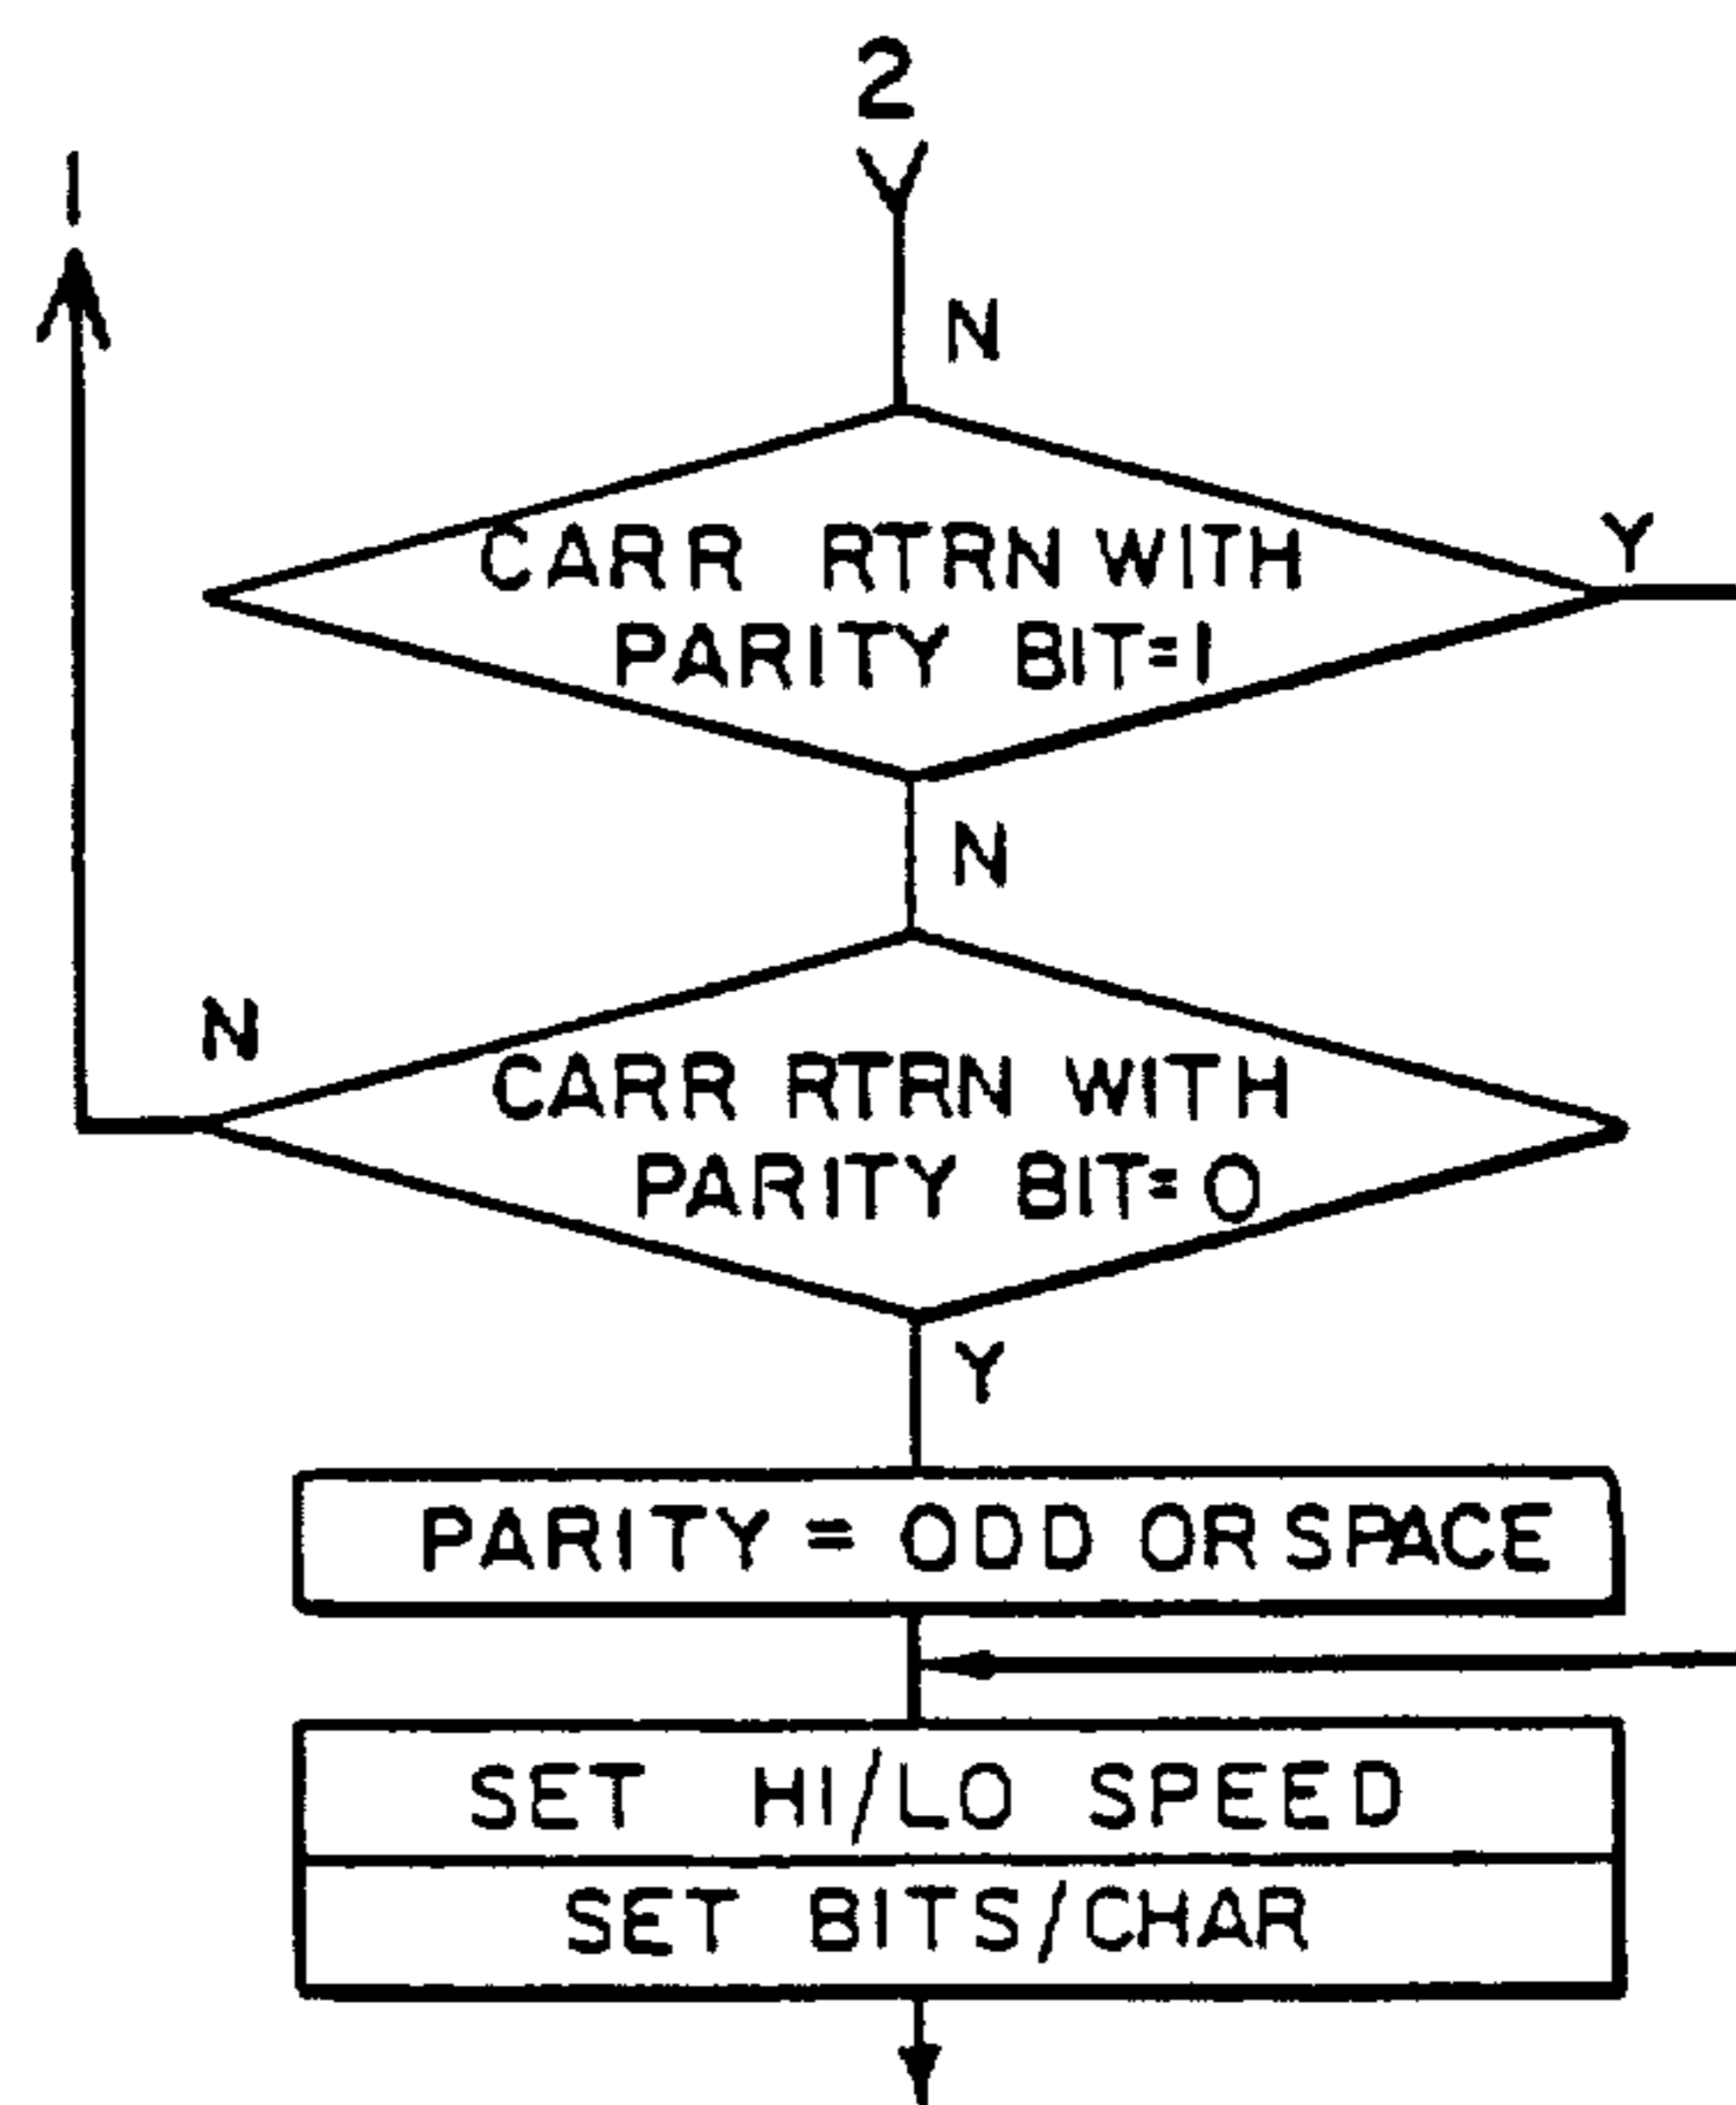 2
1
N
CARR RTRN WITH
PARITY BIT=1
Y
N
N
CARR RTRN WITH
PARITY BIT=0
Y
PARITY = ODD OR SPACE
SET HI/LO SPEED
SET BITS/CHAR